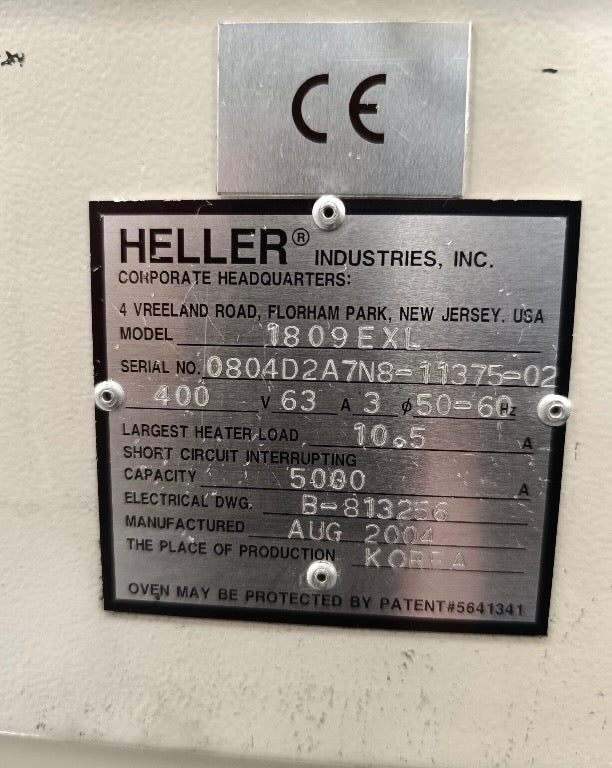 CE
HELLER® INDUSTRIES, INC.
CORPORATE HEADQUARTERS:
4 VREELAND ROAD, FLORHAM PARK, NEW JERSEY. USA
MODEL 1809EXL
SERIAL NO. 0804D2A7N8-11375-02
400 V 63 A 3 ϕ 50-60 Hz
LARGEST HEATER LOAD 10.5 A
SHORT CIRCUIT INTERRUPTING
CAPACITY 5000 A
ELECTRICAL DWG. B-813256
MANUFACTURED AUG 2004
THE PLACE OF PRODUCTION KOREA
OVEN MAY BE PROTECTED BY PATENT#5641341